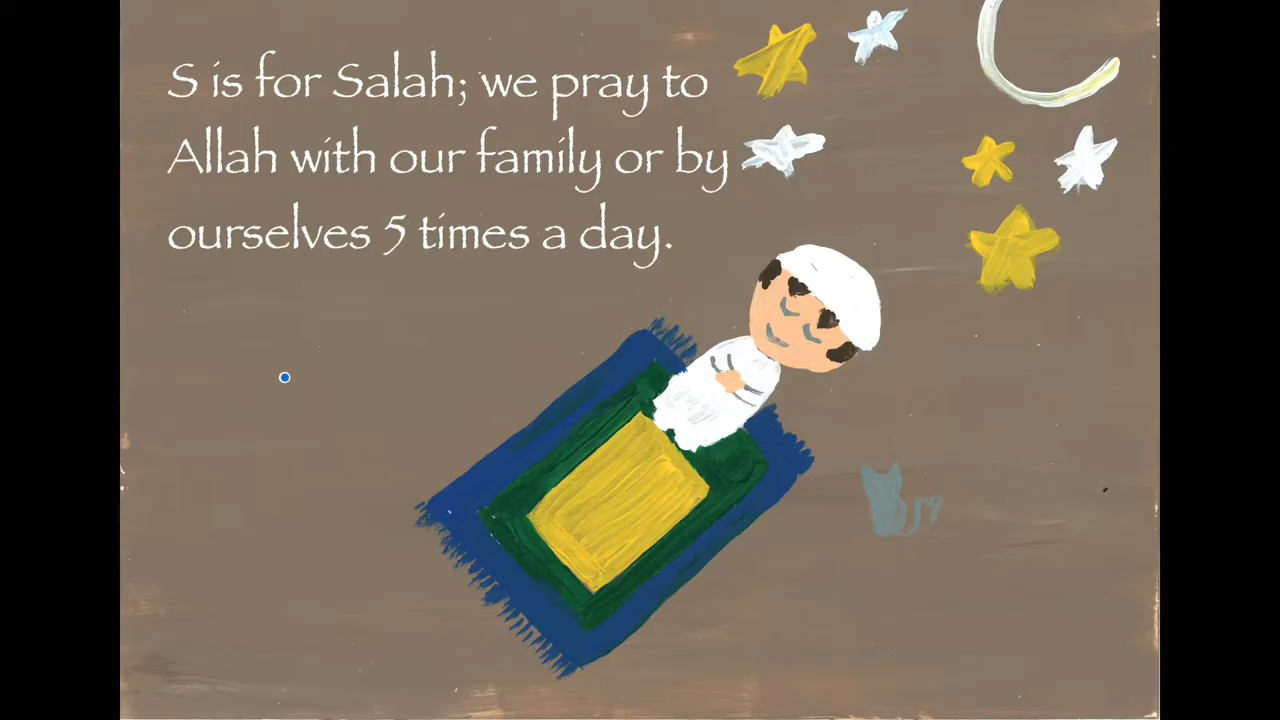 S is for Salah; we pray to
Allah with our family or by
ourselves 5 times a day.